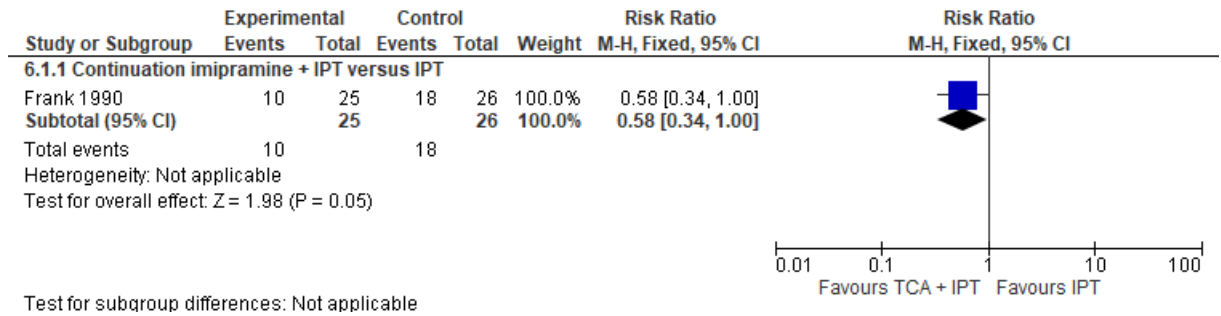 Experimental Control Risk Ratio Risk Ratio
Study or Subgroup Events Total Events Total Weight M-H, Fixed, 95% CI M-H, Fixed, 95% CI
6.1.1 Continuation imipramine + IPT versus IPT
Frank 1990 10 25 18 26 100.0% 0.58 [0.34, 1.00]
Subtotal (95% CI) 25 26 100.0% 0.58 [0.34, 1.00]
Total events 10 18
Heterogeneity: Not applicable
Test for overall effect: Z = 1.98 (P = 0.05)
0.01 0.1 1 10 100
Favours TCA + IPT Favours IPT
Test for subgroup differences: Not applicable